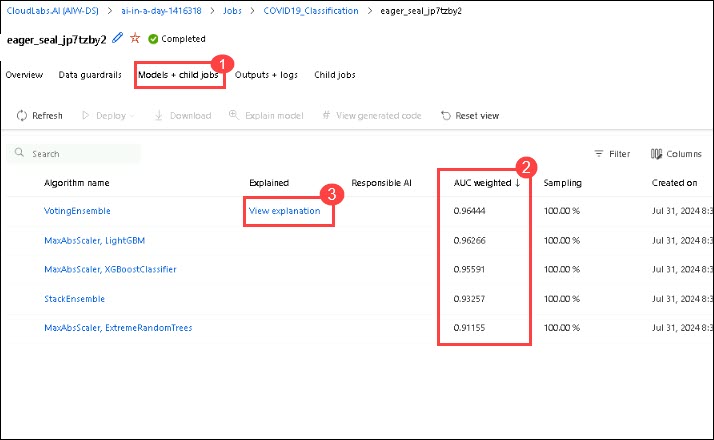 CloudLabs.AI (AIW-DS) > ai-in-a-day-1416318 > Jobs > COVID19_Classification > eager_seal_jp7tzby2
eager_seal_jp7tzby2 Completed
1
Overview Data guardrails Models + child jobs Outputs + logs Child jobs
Refresh Deploy Download Explain model # View generated code Reset view
Search Filter Columns
2
Algorithm name Explained Responsible AI AUC weighted ↓ Sampling Created on
3
VotingEnsemble View explanation 0.96444 100.00 % Jul 31, 2024 8:3
MaxAbsScaler, LightGBM 0.96266 100.00 % Jul 31, 2024 8:3
MaxAbsScaler, XGBoostClassifier 0.95591 100.00 % Jul 31, 2024 8:3
StackEnsemble 0.93257 100.00 % Jul 31, 2024 8:3
MaxAbsScaler, ExtremeRandomTrees 0.91155 100.00 % Jul 31, 2024 8:3